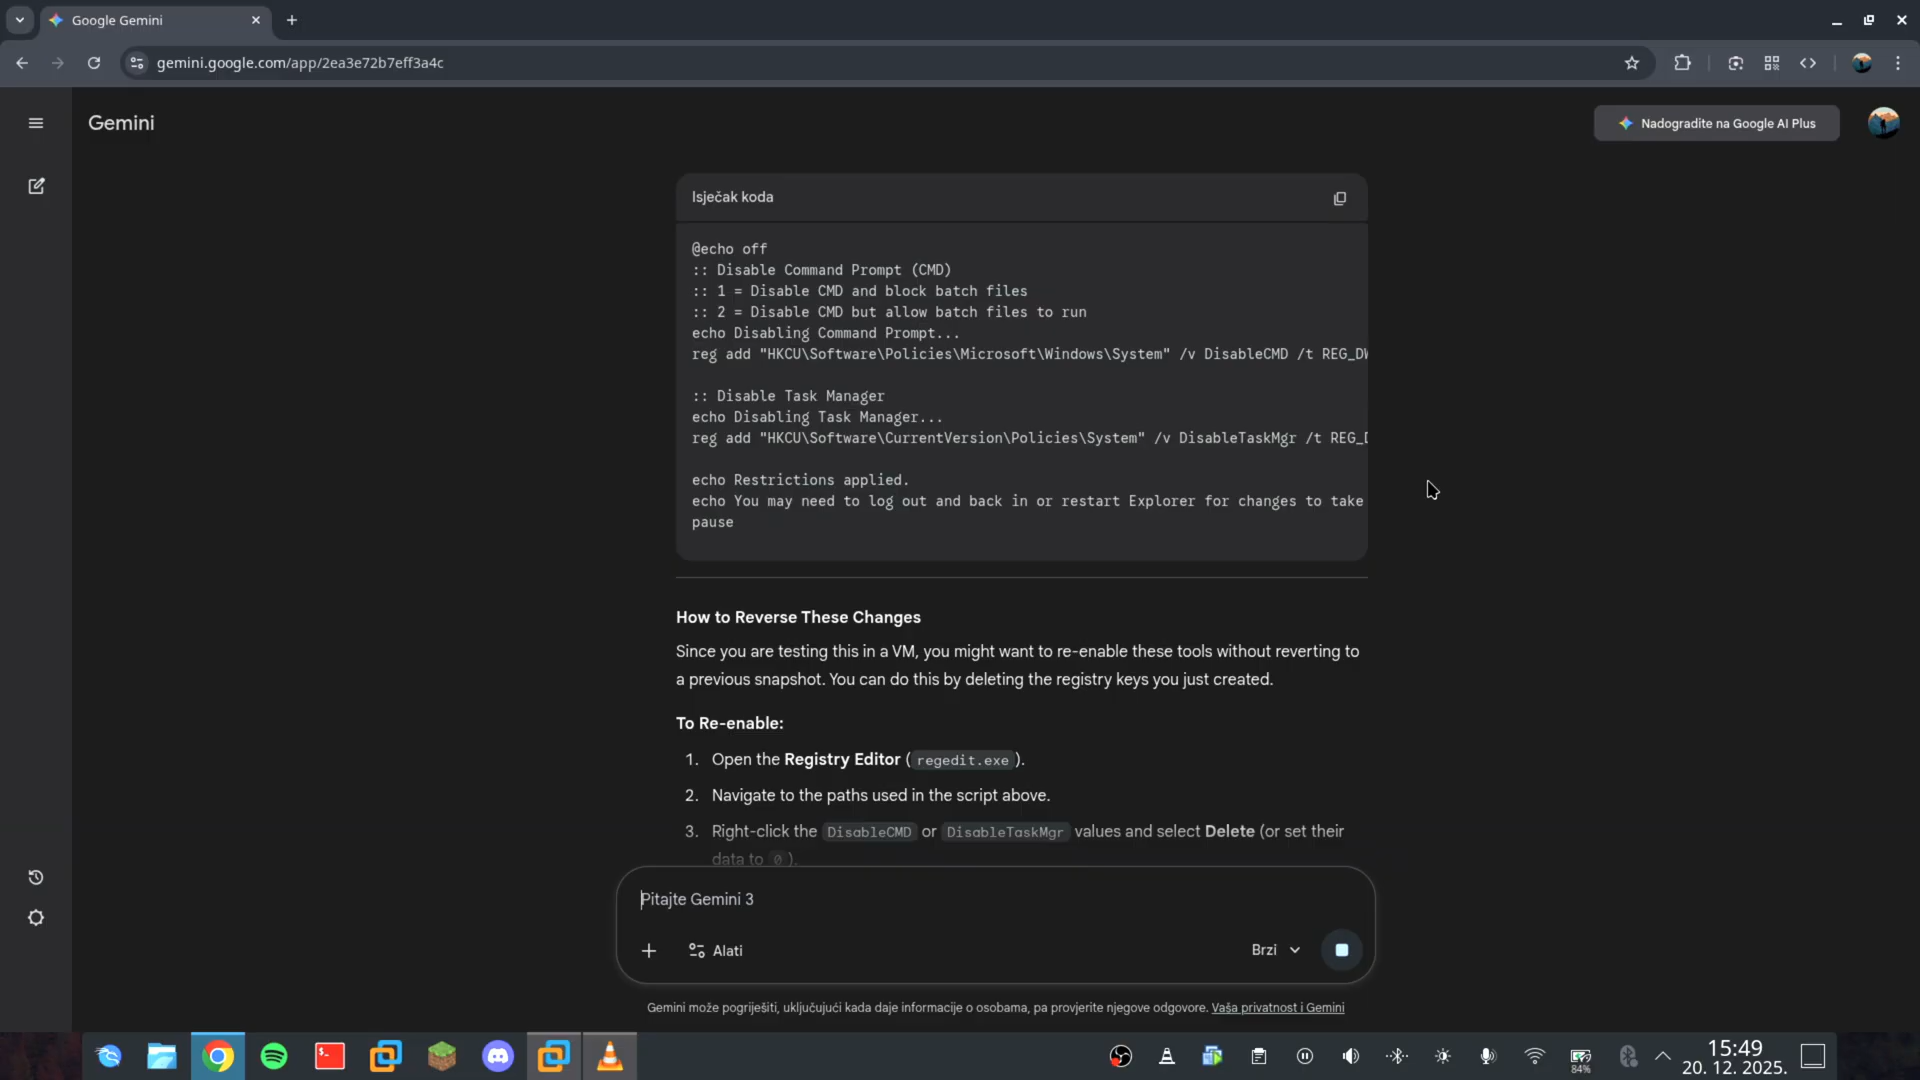 Google Gemini
gemini.google.com/app/2ea3e72b7eff3a4c
Gemini
Nadogradite na Google AI Plus
Isječak koda
@echo off
:: Disable Command Prompt (CMD)
:: 1 = Disable CMD and block batch files
:: 2 = Disable CMD but allow batch files to run
echo Disabling Command Prompt...
reg add "HKCU\Software\Policies\Microsoft\Windows\System" /v DisableCMD /t REG_DW
:: Disable Task Manager
echo Disabling Task Manager...
reg add "HKCU\Software\CurrentVersion\Policies\System" /v DisableTaskMgr /t REG_D
echo Restrictions applied.
echo You may need to log out and back in or restart Explorer for changes to take
pause
How to Reverse These Changes
Since you are testing this in a VM, you might want to re-enable these tools without reverting to
a previous snapshot. You can do this by deleting the registry keys you just created.
To Re-enable:
1. Open the Registry Editor (regedit.exe).
2. Navigate to the paths used in the script above.
3. Right-click the DisableCMD or DisableTaskMgr values and select Delete (or set their
data to 0).
Pitajte Gemini 3
Alati
Brzi
Gemini može pogriješiti, uključujući kada daje informacije o osobama, pa provjerite njegove odgovore. Vaša privatnost i Gemini
84%
15:49
20. 12. 2025.